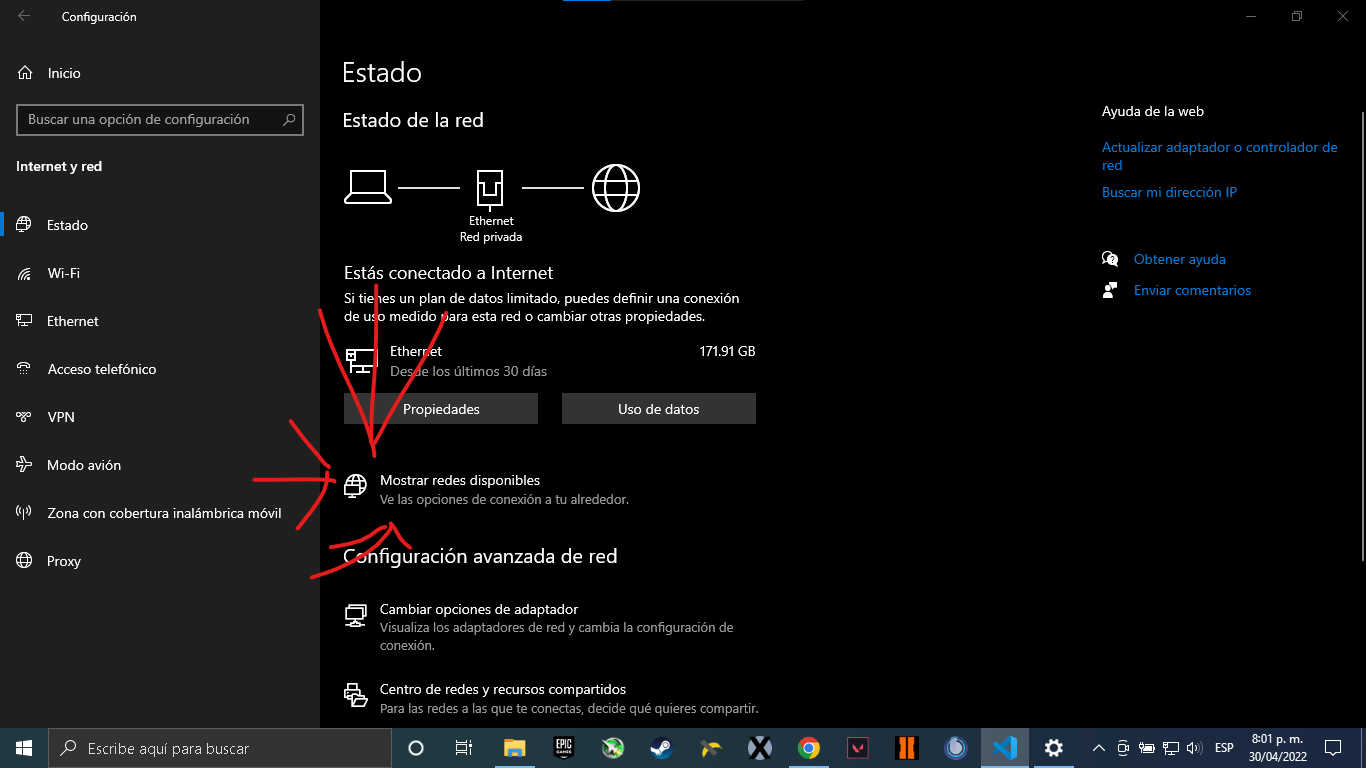 Configuración
Inicio
Buscar una opción de configuración
Internet y red
Estado
Wi-Fi
Ethernet
Acceso telefónico
VPN
Modo avión
Zona con cobertura inalámbrica móvil
Proxy
Estado
Estado de la red
Ethernet
Red privada
Estás conectado a Internet
Si tienes un plan de datos limitado, puedes definir una conexión
de uso medido para esta red o cambiar otras propiedades.
Ethernet 171.91 GB
Desde los últimos 30 días
Propiedades Uso de datos
Mostrar redes disponibles
Ve las opciones de conexión a tu alrededor.
Configuración avanzada de red
Cambiar opciones de adaptador
Visualiza los adaptadores de red y cambia la configuración de
conexión.
Centro de redes y recursos compartidos
Para las redes a las que te conectas, decide qué quieres compartir.
Ayuda de la web
Actualizar adaptador o controlador de
red
Buscar mi dirección IP
Obtener ayuda
Enviar comentarios
Escribe aquí para buscar
EPIC
GAMES
ESP
8:01 p. m.
30/04/2022